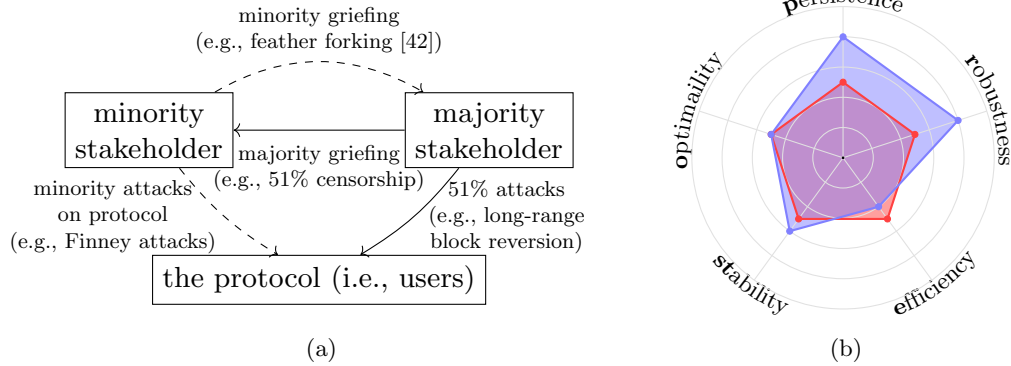 minority griefing
(e.g., feather forking [42])
minority
stakeholder
majority
stakeholder
majority griefing
(e.g., 51% censorship)
minority attacks
on protocol
(e.g., Finney attacks)
51% attacks
(e.g., long-range
block reversion)
the protocol (i.e., users)
(a)
persistence
robustness
efficiency
stability
optimaility
(b)